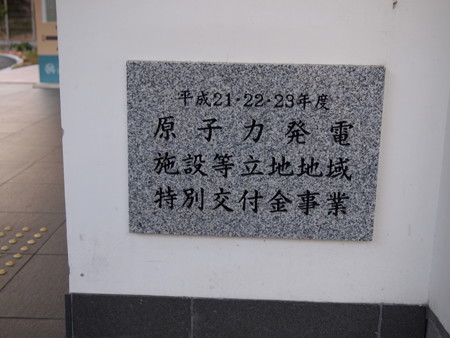 平成21・22・23年度
原子力発電
施設等立地地域
特別交付金事業